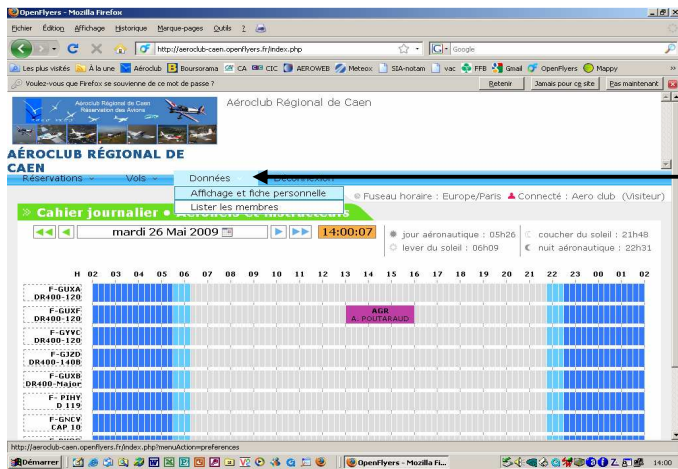 OpenFlyers - Mozilla Firefox
Fichier Édition Affichage Historique Marque-pages Outils ?
http://aeroclub-caen.openflyers.fr/index.php
Google
Les plus visités À la une Aéroclub Boursorama CA CIC AEROWEB Meteox SIA-notam vac FFB Gmail OpenFlyers Mappy
Voulez-vous que Firefox se souvienne de ce mot de passe ? Retenir Jamais pour ce site Pas maintenant
Aéroclub Régional de Caen
Réservation des Avions
Aéroclub Régional de Caen
AÉROCLUB RÉGIONAL DE
CAEN
Réservations Vols Données Déconnexion
Affichage et fiche personnelle
Lister les membres
Fuseau horaire : Europe/Paris Connecté : Aero club (Visiteur)
» Cahier journalier • Aéronefs et instructeurs
mardi 26 Mai 2009 14:00:07
jour aéronautique : 05h26 coucher du soleil : 21h48
lever du soleil : 06h09 nuit aéronautique : 22h31
H 02 03 04 05 06 07 08 09 10 11 12 13 14 15 16 17 18 19 20 21 22 23 00 01 02
F-GUXA
DR400-120
F-GUXF
DR400-120
AGR
A. POUTARAUD
F-GYVC
DR400-120
F-GJZD
DR400-140B
F-GUXB
DR400-Major
F- PIHY
D 119
F-GNCV
CAP 10
http://aeroclub-caen.openflyers.fr/index.php?menuAction=preferences
Démarrer OpenFlyers - Mozilla Fi... 14:00